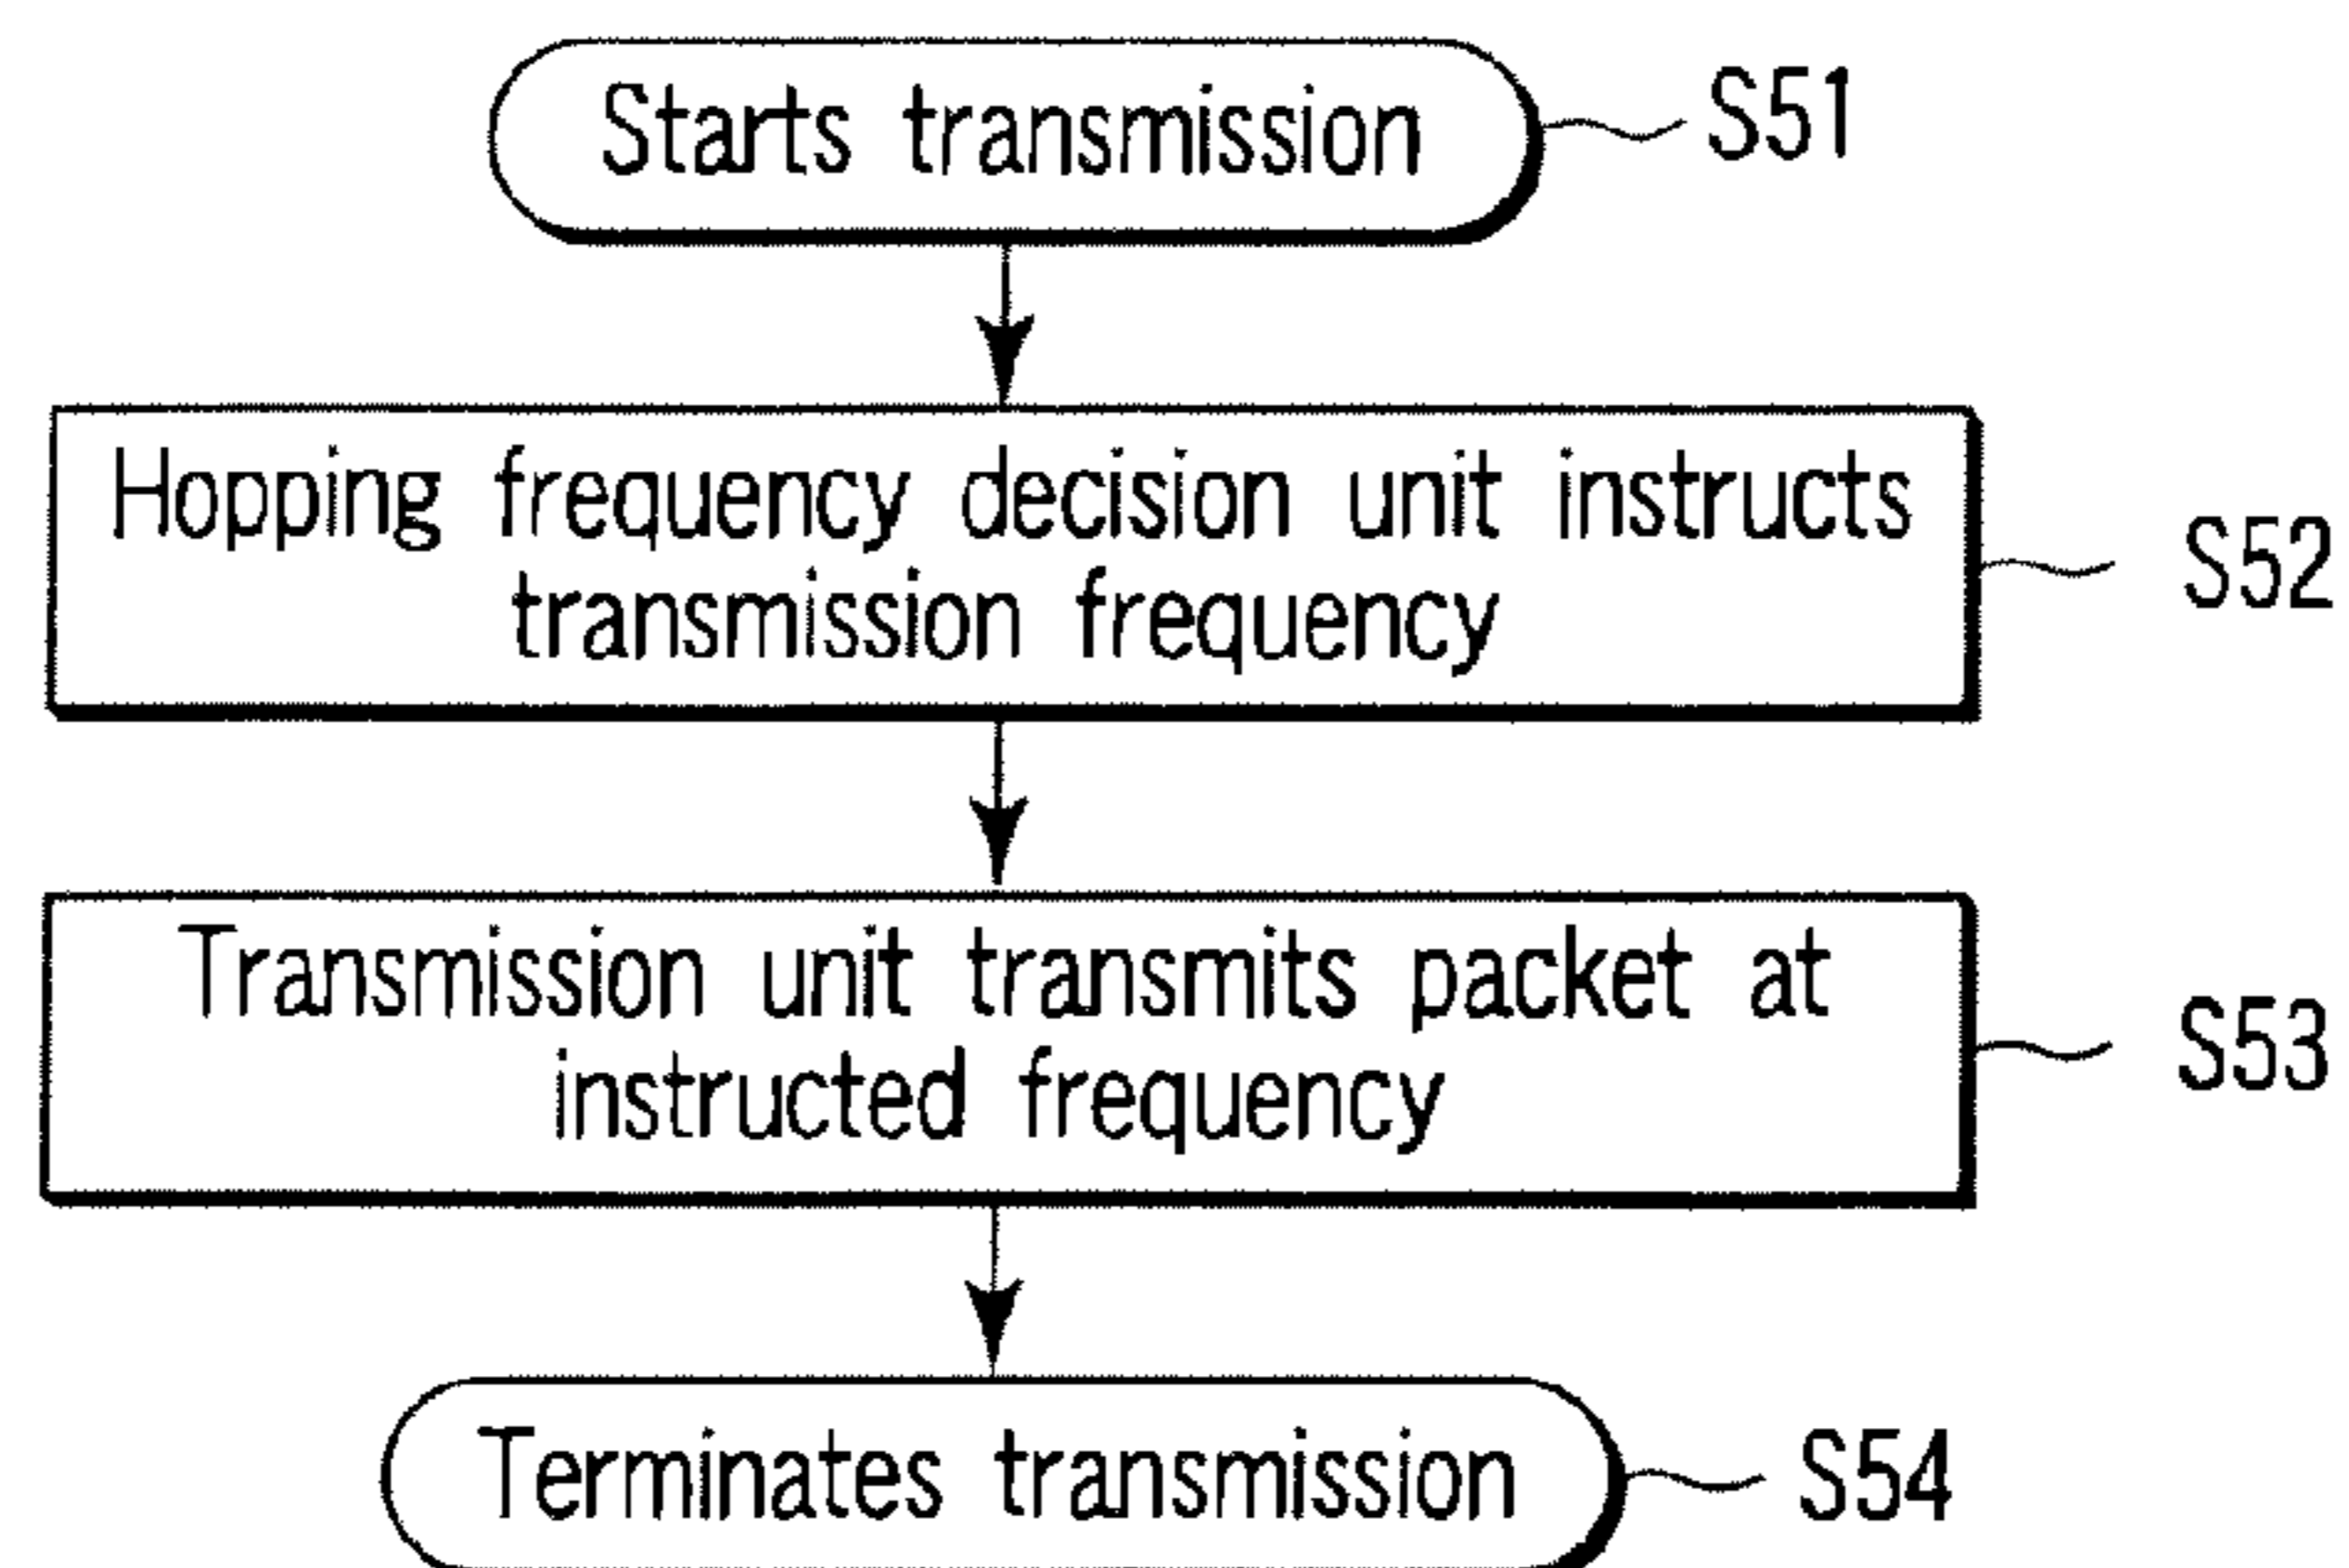 Starts transmission
S51
Hopping frequency decision unit instructs
transmission frequency
S52
Transmission unit transmits packet at
instructed frequency
S53
Terminates transmission
S54